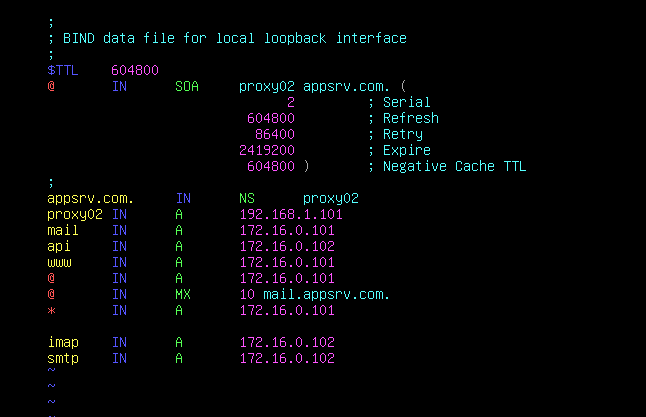 ;
; BIND data file for local loopback interface
;
$TTL    604800
@       IN      SOA     proxy02 appsrv.com. (
                              2         ; Serial
                         604800         ; Refresh
                          86400         ; Retry
                        2419200         ; Expire
                         604800 )       ; Negative Cache TTL
;
appsrv.com.     IN      NS      proxy02
proxy02 IN      A       192.168.1.101
mail    IN      A       172.16.0.101
api     IN      A       172.16.0.102
www     IN      A       172.16.0.101
@       IN      A       172.16.0.101
@       IN      MX      10 mail.appsrv.com.
*       IN      A       172.16.0.101

imap    IN      A       172.16.0.102
smtp    IN      A       172.16.0.102
~
~
~
~